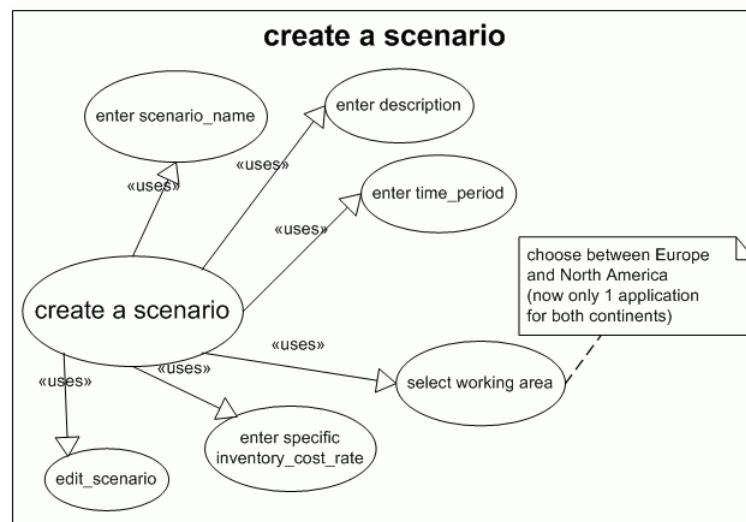 create a scenario
enter scenario_name
enter description
«uses»
«uses»
enter time_period
«uses»
choose between Europe
and North America
(now only 1 application
for both continents)
create a scenario
«uses»
«uses»
«uses»
select working area
enter specific
inventory_cost_rate
edit_scenario